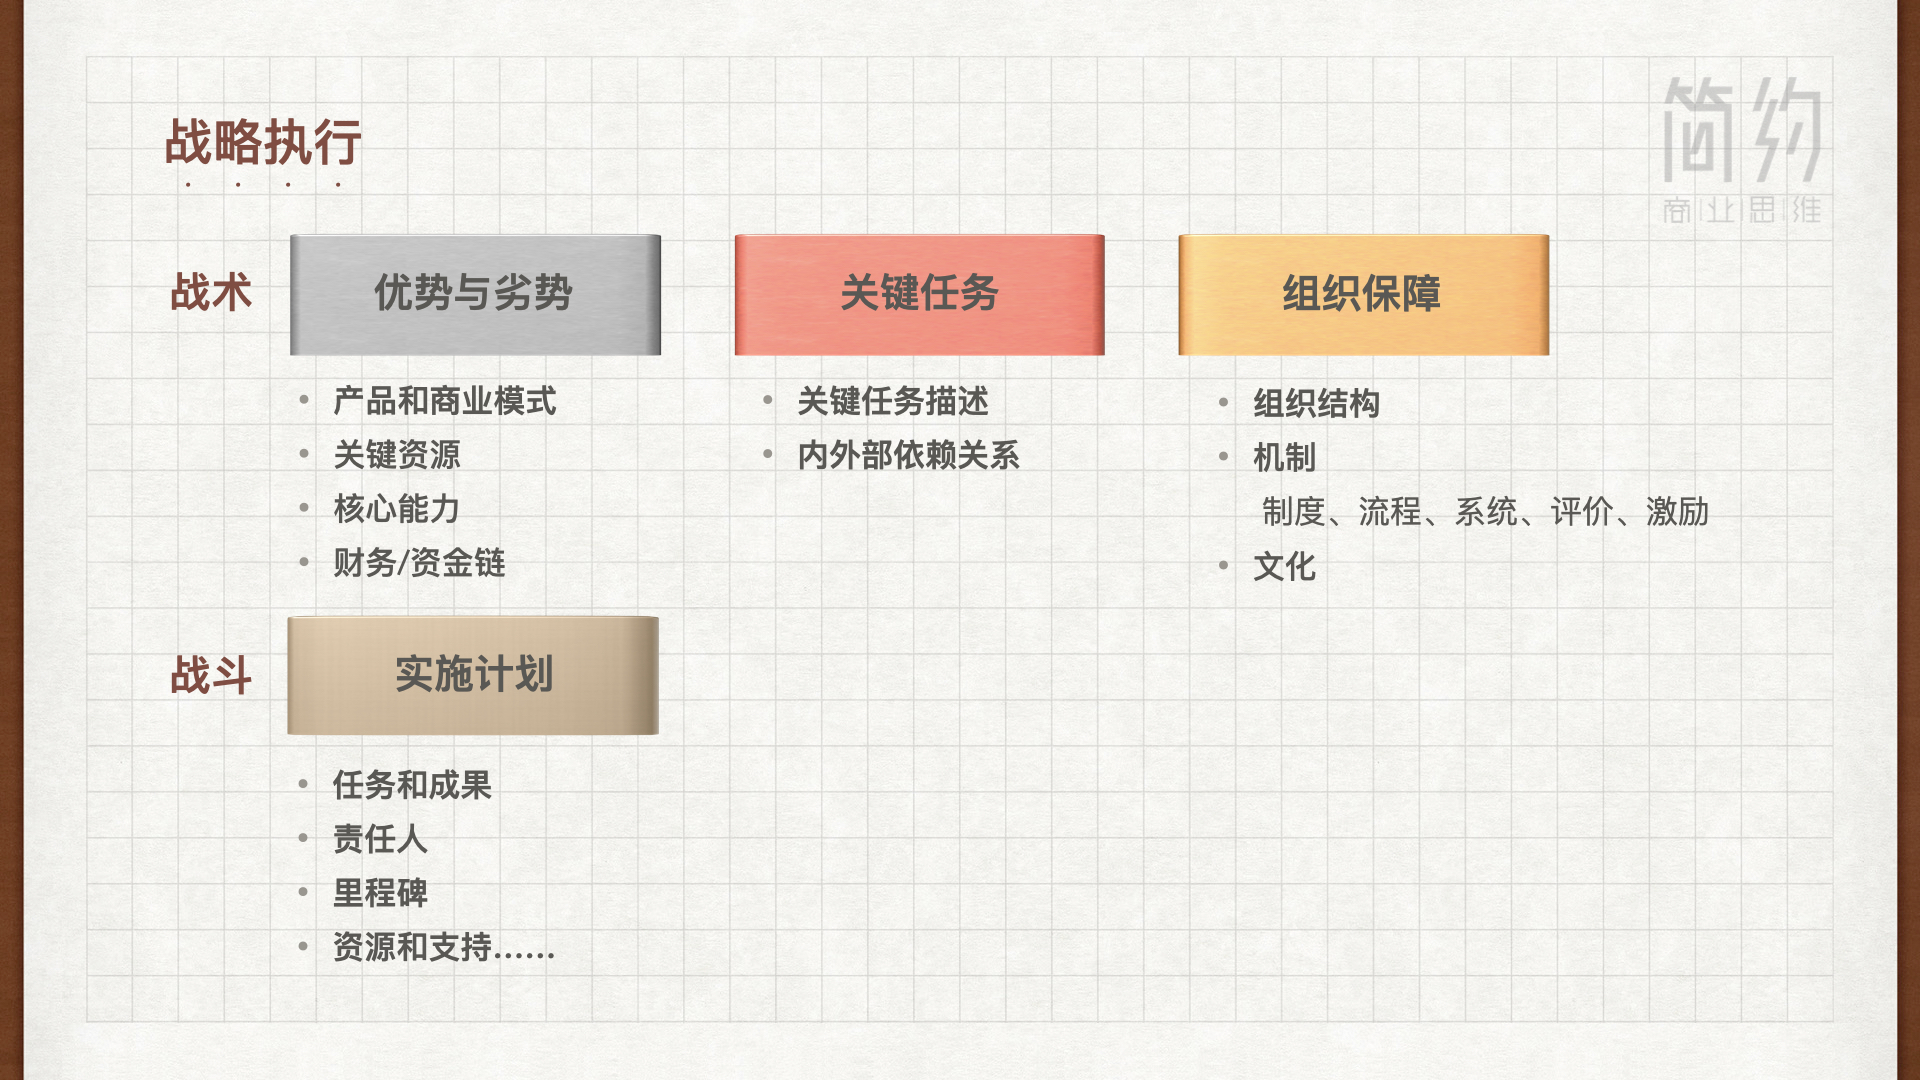 战略执行
简约
商业思维
战术
优势与劣势
关键任务
组织保障
产品和商业模式
关键资源
核心能力
财务/资金链
关键任务描述
内外部依赖关系
组织结构
机制
制度、流程、系统、评价、激励
文化
战斗
实施计划
任务和成果
责任人
里程碑
资源和支持......